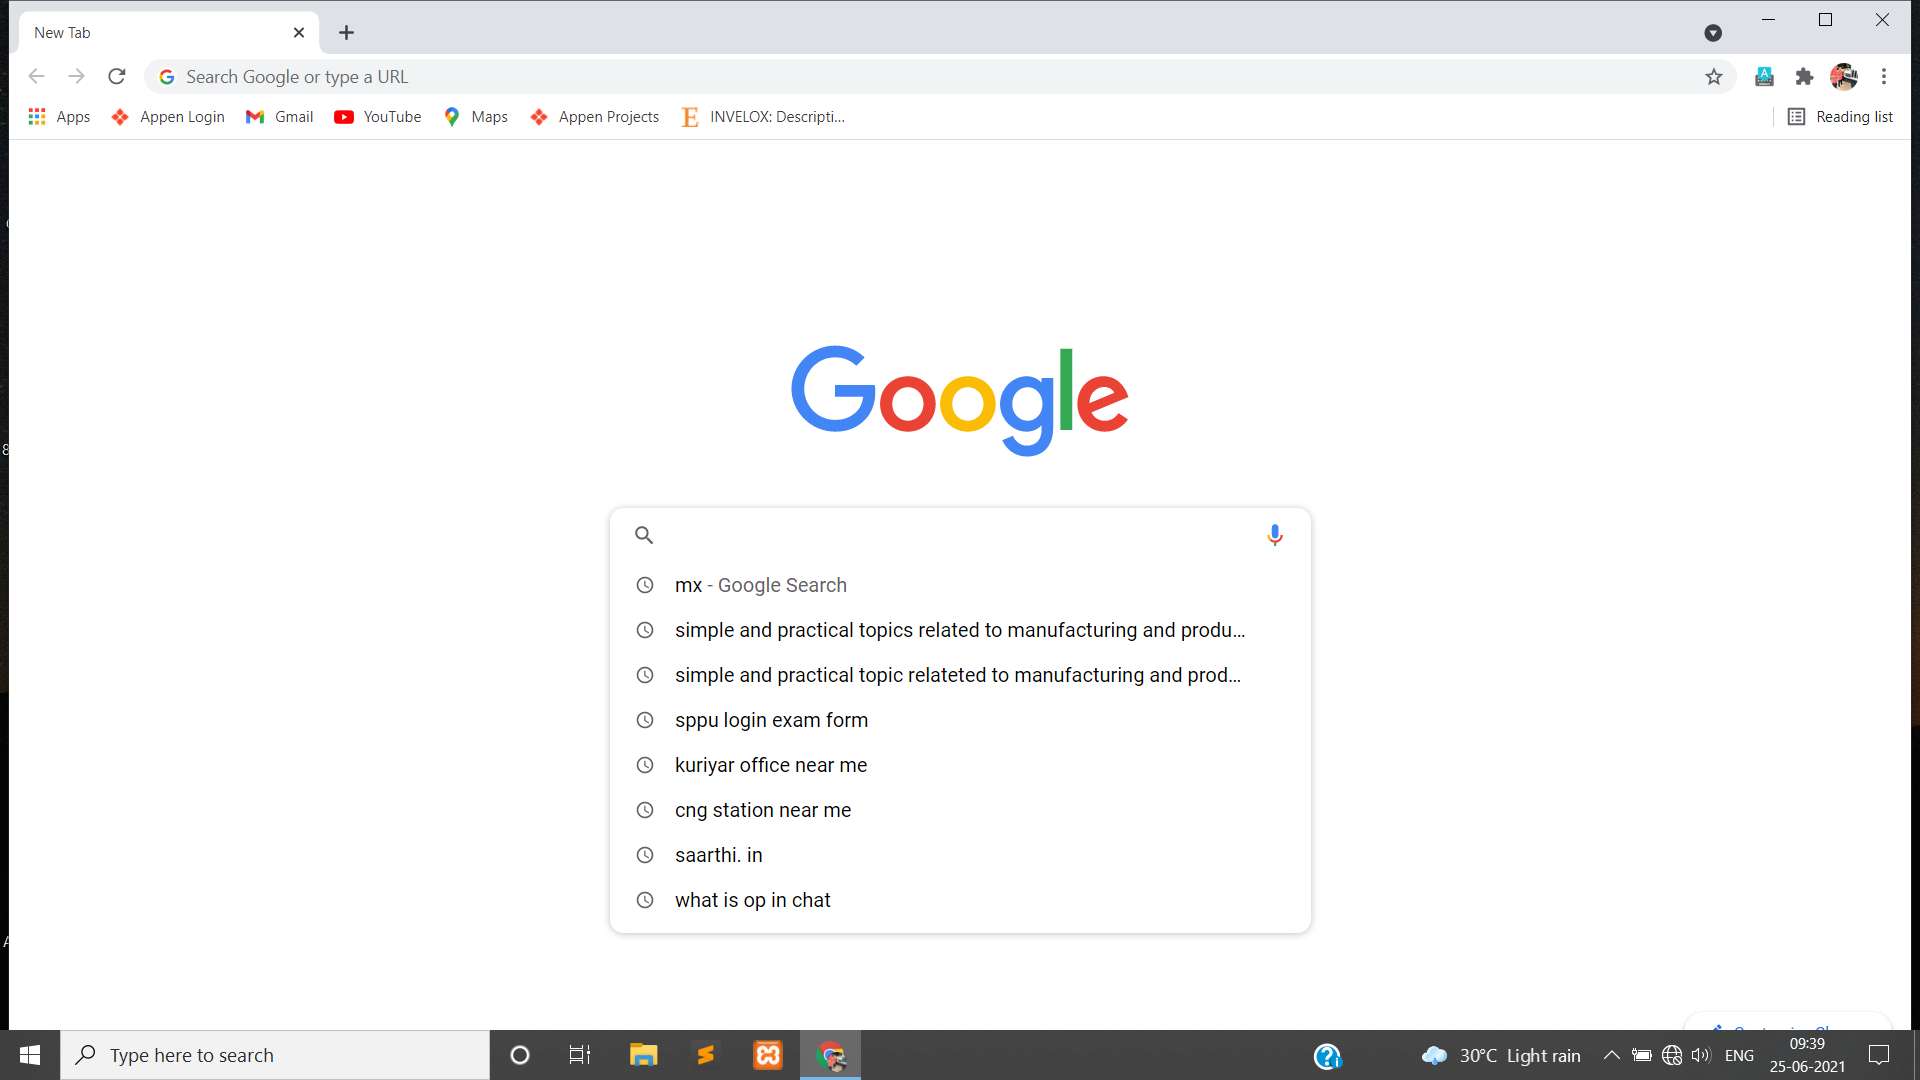 New Tab
Search Google or type a URL
Apps Appen Login Gmail YouTube Maps Appen Projects INVELOX: Descripti... Reading list
Google
mx - Google Search
simple and practical topics related to manufacturing and produ...
simple and practical topic relateted to manufacturing and prod...
sppu login exam form
kuriyar office near me
cng station near me
saarthi. in
what is op in chat
8
Type here to search
30°C Light rain
ENG
09:39
25-06-2021